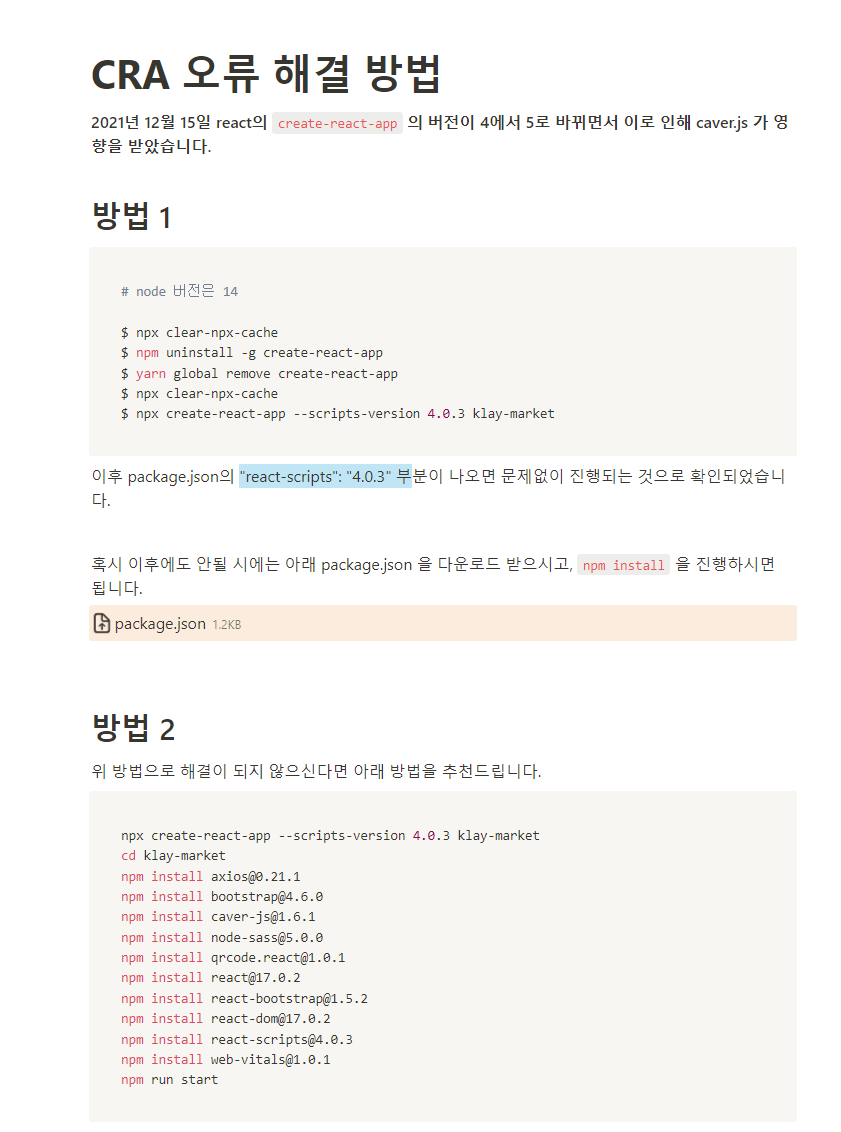 CRA 오류 해결 방법
2021년 12월 15일 react의 create-react-app 의 버전이 4에서 5로 바뀌면서 이로 인해 caver.js 가 영
향을 받았습니다.
방법 1
# node 버전은 14
$ npx clear-npx-cache
$ npm uninstall -g create-react-app
$ yarn global remove create-react-app
$ npx clear-npx-cache
$ npx create-react-app --scripts-version 4.0.3 klay-market
이후 package.json의 "react-scripts": "4.0.3" 부분이 나오면 문제없이 진행되는 것으로 확인되었습니
다.
혹시 이후에도 안될 시에는 아래 package.json 을 다운로드 받으시고, npm install 을 진행하시면
됩니다.
package.json 1.2KB
방법 2
위 방법으로 해결이 되지 않으신다면 아래 방법을 추천드립니다.
npx create-react-app --scripts-version 4.0.3 klay-market
cd klay-market
npm install axios@0.21.1
npm install bootstrap@4.6.0
npm install caver-js@1.6.1
npm install node-sass@5.0.0
npm install qrcode.react@1.0.1
npm install react@17.0.2
npm install react-bootstrap@1.5.2
npm install react-dom@17.0.2
npm install react-scripts@4.0.3
npm install web-vitals@1.0.1
npm run start